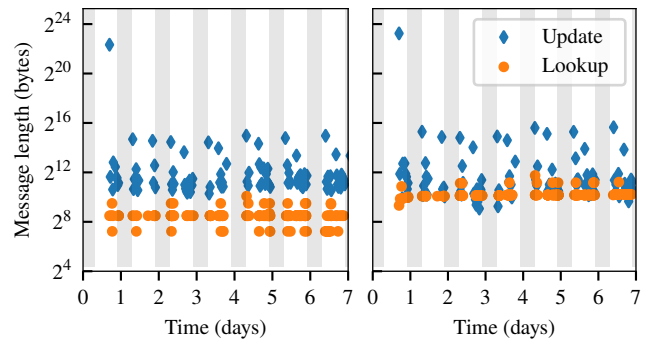 Message length (bytes)
2^24
2^20
2^16
2^12
2^8
2^4
0 1 2 3 4 5 6 7
Time (days)
Update
Lookup
0 1 2 3 4 5 6 7
Time (days)